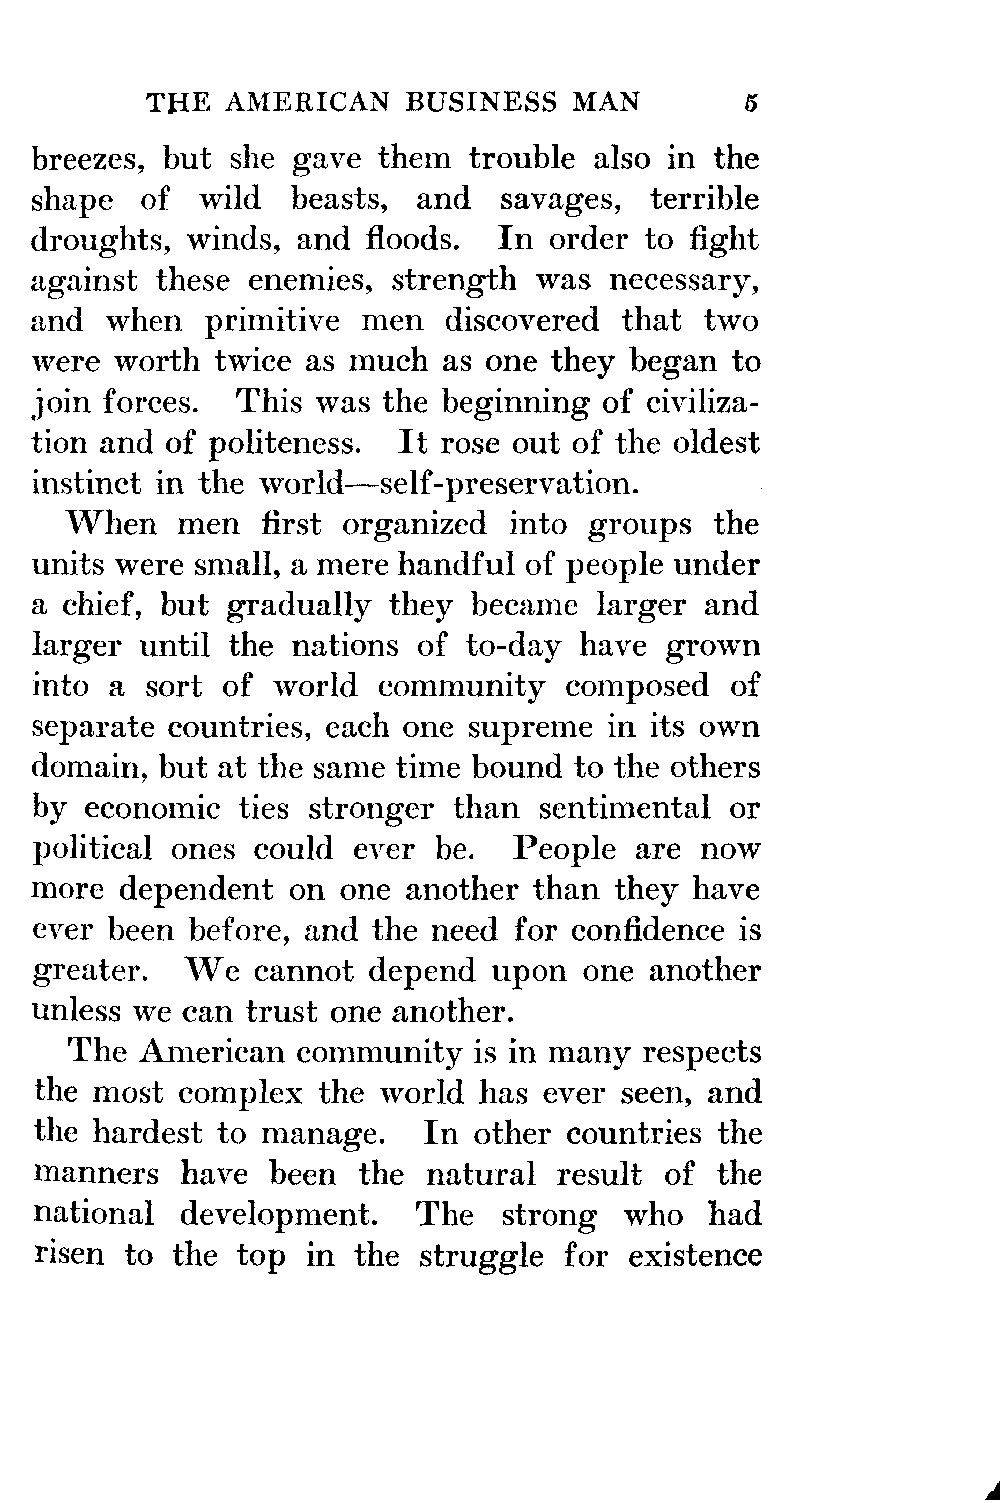 THE AMERICAN BUSINESS MAN 5
breezes, but she gave them trouble also in the
shape of wild beasts, and savages, terrible
droughts, winds, and floods. In order to fight
against these enemies, strength was necessary,
and when primitive men discovered that two
were worth twice as much as one they began to
join forces. This was the beginning of civiliza-
tion and of politeness. It rose out of the oldest
instinct in the world—self-preservation.
When men first organized into groups the
units were small, a mere handful of people under
a chief, but gradually they became larger and
larger until the nations of to-day have grown
into a sort of world community composed of
separate countries, each one supreme in its own
domain, but at the same time bound to the others
by economic ties stronger than sentimental or
political ones could ever be. People are now
more dependent on one another than they have
ever been before, and the need for confidence is
greater. We cannot depend upon one another
unless we can trust one another.
The American community is in many respects
the most complex the world has ever seen, and
the hardest to manage. In other countries the
manners have been the natural result of the
national development. The strong who had
risen to the top in the struggle for existence